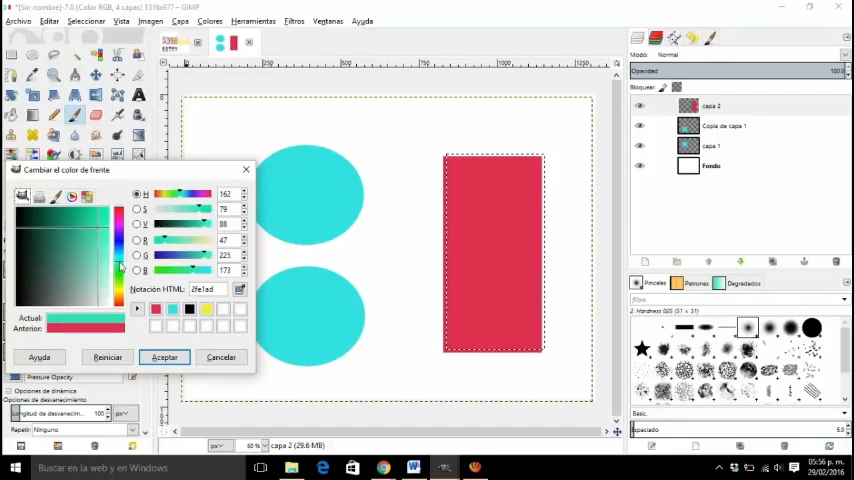 *[Sin nombre]-7.0 (Color RGB, 4 capas) 1316x977 – GIMP
Archivo Editar Seleccionar Vista Imagen Capa Colores Herramientas Filtros Ventanas Ayuda
Modo: Normal
Opacidad 100.0
Bloquear:
capa 2
Copia de capa 1
capa 1
Fondo
Cambiar el color de frente
H 162
S 79
V 88
R 47
G 225
B 173
Notación HTML: 2fe1ad
Actual:
Anterior:
Ayuda Reiniciar Aceptar Cancelar
Pressure Opacity
Opciones de dinámica
Opciones de desvanecimien
Longitud de desvanecim... 100 px
Repetir: Ninguno
px 50 % capa 2 (29.6 MB)
Pinceles Patrones Degradados
filtro
2. Hardness 025 (51 × 51)
Basic.
Espaciado 5.0
Buscar en la web y en Windows
05:56 p. m.
29/02/2016